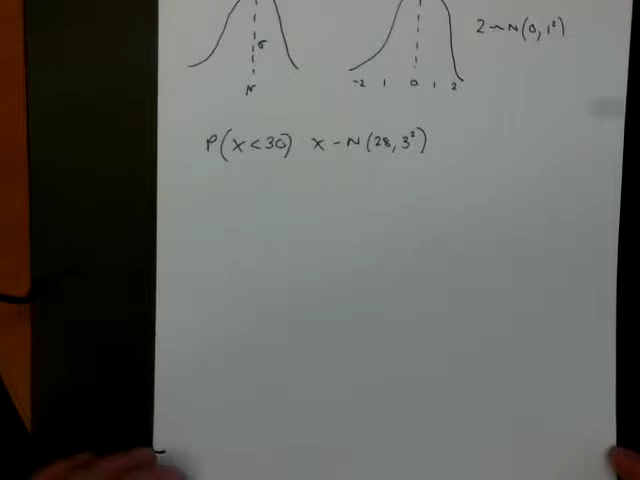 Z ~ N(0, 1²)
σ
μ
-2 1 0 1 2
P(X < 30) X ~ N(28, 3²)